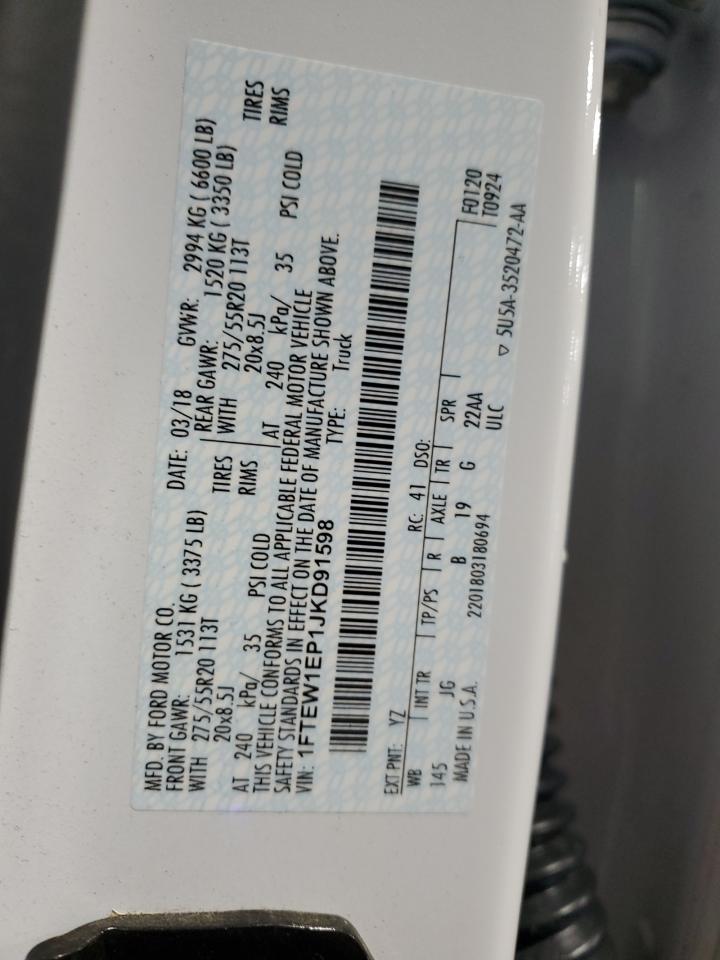 MFD. BY FORD MOTOR CO.
DATE: 03/18 GVWR: 2994 KG ( 6600 LB)
FRONT GAWR: 1531 KG ( 3375 LB) REAR GAWR: 1520 KG ( 3350 LB)
WITH 275/55R20 113T TIRES WITH 275/55R20 113T TIRES
20x8.5J RIMS 20x8.5J RIMS
AT 240 kPa/ 35 PSI COLD AT 240 kPa/ 35 PSI COLD
THIS VEHICLE CONFORMS TO ALL APPLICABLE FEDERAL MOTOR VEHICLE
SAFETY STANDARDS IN EFFECT ON THE DATE OF MANUFACTURE SHOWN ABOVE.
VIN: 1FTEW1EP1JKD91598 TYPE: Truck
EXT PNT: YZ RC: 41 DSO: F0120
WB INT TR TP/PS R AXLE TR SPR T0924
145 JG B 19 G 22AA
MADE IN U.S.A. 2201803180694 ULC ▽ 5U5A-3520472-AA